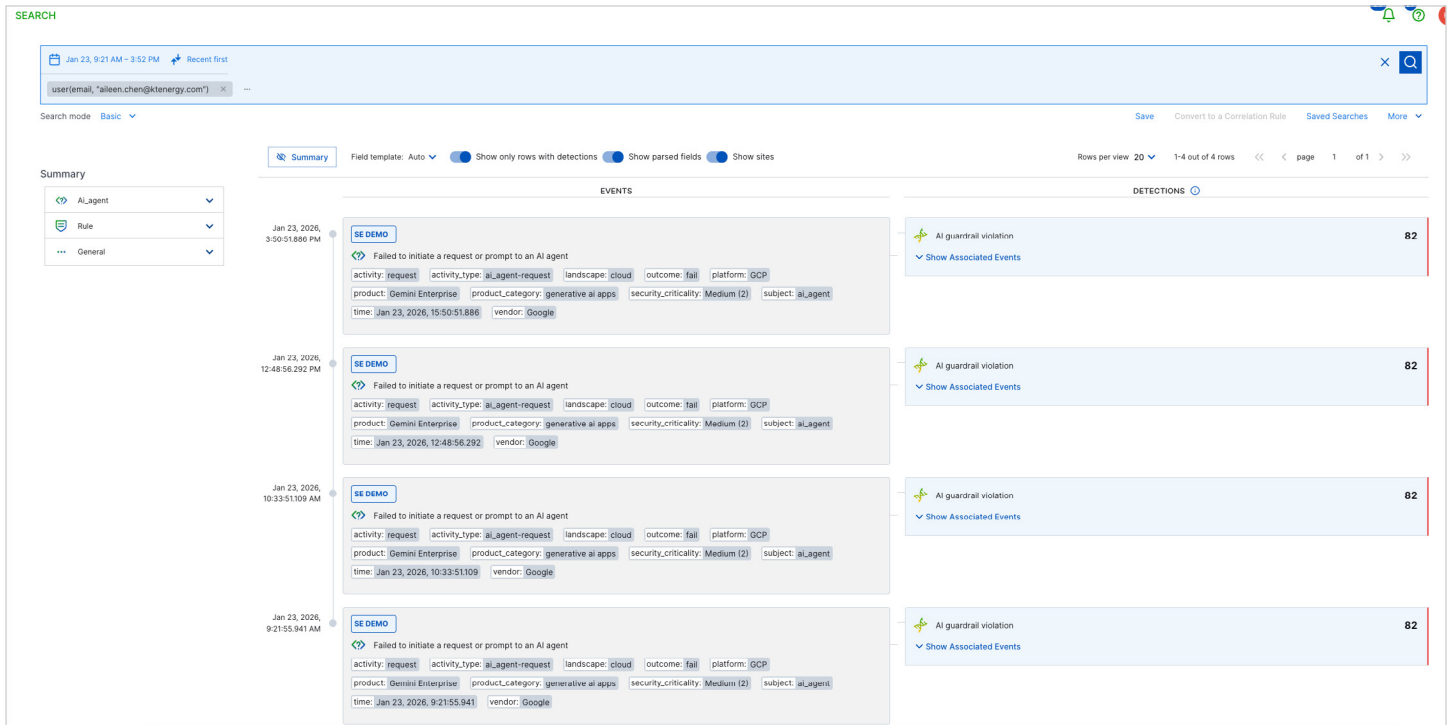 SEARCH
Jan 23, 9:21 AM – 3:52 PM Recent first
user(email, "aileen.chen@ktenergy.com") × ...
Search mode Basic
Save Convert to a Correlation Rule Saved Searches More
Summary
Ai_agent
Rule
General
Summary Field template: Auto Show only rows with detections Show parsed fields Show sites
Rows per view 20 1-4 out of 4 rows page 1 of 1
EVENTS DETECTIONS
Jan 23, 2026,
3:50:51.886 PM
SE DEMO
Failed to initiate a request or prompt to an AI agent
activity: request activity_type: ai_agent-request landscape: cloud outcome: fail platform: GCP
product: Gemini Enterprise product_category: generative ai apps security_criticality: Medium (2) subject: ai_agent
time: Jan 23, 2026, 15:50:51.886 vendor: Google
AI guardrail violation 82
Show Associated Events
Jan 23, 2026,
12:48:56.292 PM
SE DEMO
Failed to initiate a request or prompt to an AI agent
activity: request activity_type: ai_agent-request landscape: cloud outcome: fail platform: GCP
product: Gemini Enterprise product_category: generative ai apps security_criticality: Medium (2) subject: ai_agent
time: Jan 23, 2026, 12:48:56.292 vendor: Google
AI guardrail violation 82
Show Associated Events
Jan 23, 2026,
10:33:51.109 AM
SE DEMO
Failed to initiate a request or prompt to an AI agent
activity: request activity_type: ai_agent-request landscape: cloud outcome: fail platform: GCP
product: Gemini Enterprise product_category: generative ai apps security_criticality: Medium (2) subject: ai_agent
time: Jan 23, 2026, 10:33:51.109 vendor: Google
AI guardrail violation 82
Show Associated Events
Jan 23, 2026,
9:21:55.941 AM
SE DEMO
Failed to initiate a request or prompt to an AI agent
activity: request activity_type: ai_agent-request landscape: cloud outcome: fail platform: GCP
product: Gemini Enterprise product_category: generative ai apps security_criticality: Medium (2) subject: ai_agent
time: Jan 23, 2026, 9:21:55.941 vendor: Google
AI guardrail violation 82
Show Associated Events